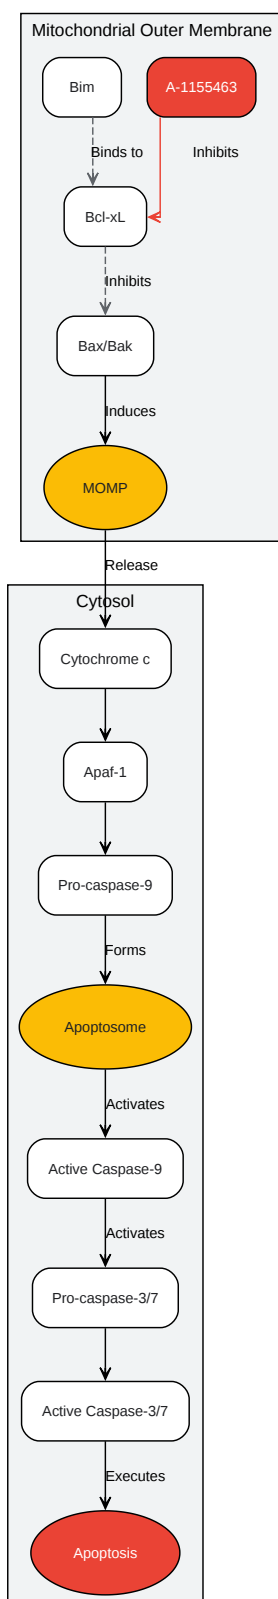 Mitochondrial Outer Membrane
Bim
A-1155463
Binds to
Inhibits
Bcl-xL
Inhibits
Bax/Bak
Induces
MOMP
Release
Cytosol
Cytochrome c
Apaf-1
Pro-caspase-9
Forms
Apoptosome
Activates
Active Caspase-9
Activates
Pro-caspase-3/7
Active Caspase-3/7
Executes
Apoptosis